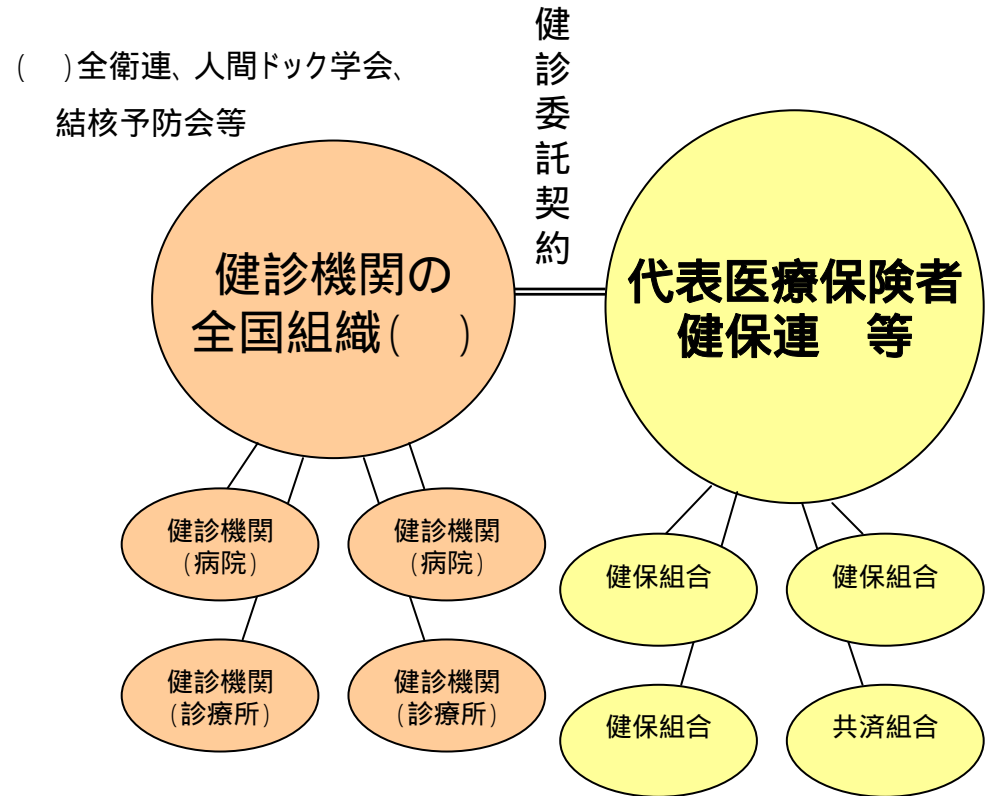 (　)全衛連、人間ドック学会、
結核予防会等
健診委託契約
健診機関の
全国組織(　)
代表医療保険者
健保連　等
健診機関
(病院)
健診機関
(病院)
健保組合
健保組合
健診機関
(診療所)
健診機関
(診療所)
健保組合
共済組合